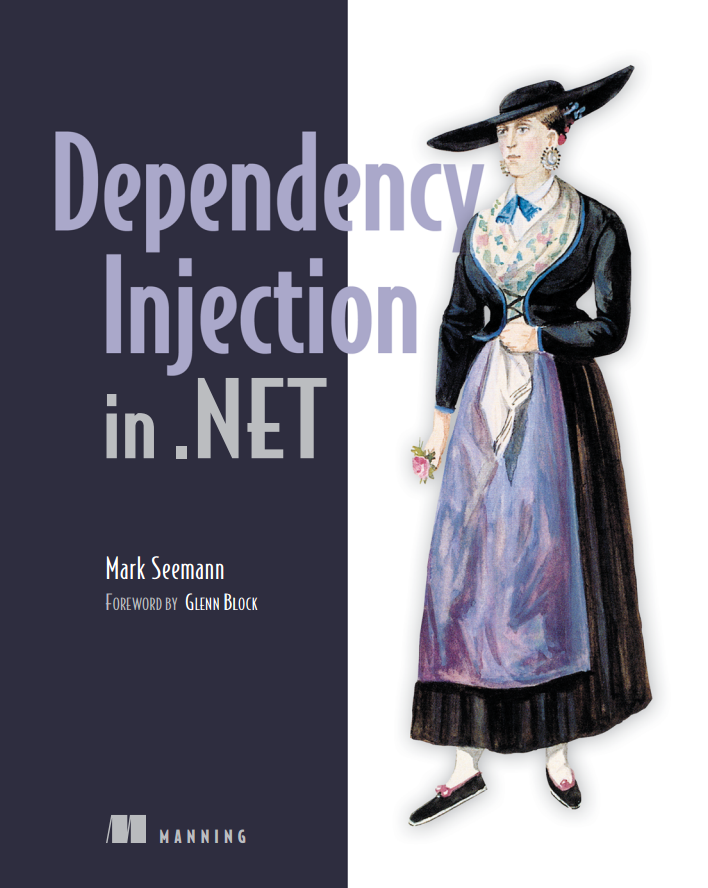 Dependency
Injection
in .NET
Mark Seemann
FOREWORD BY GLENN BLOCK
MANNING